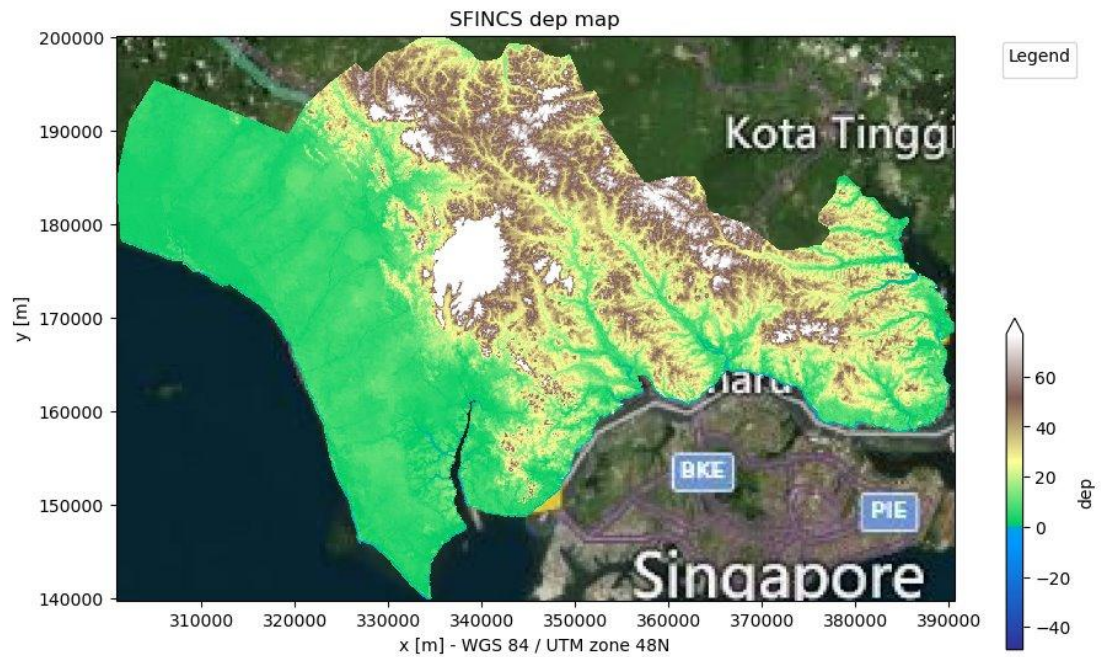 SFINCS dep map
200000
190000
180000
170000
160000
150000
140000
y [m]
310000
320000
330000
340000
350000
360000
370000
380000
390000
x [m] - WGS 84 / UTM zone 48N
Kota Tinggi
BKE
PIE
Singapore
Legend
60
40
20
0
−20
−40
dep